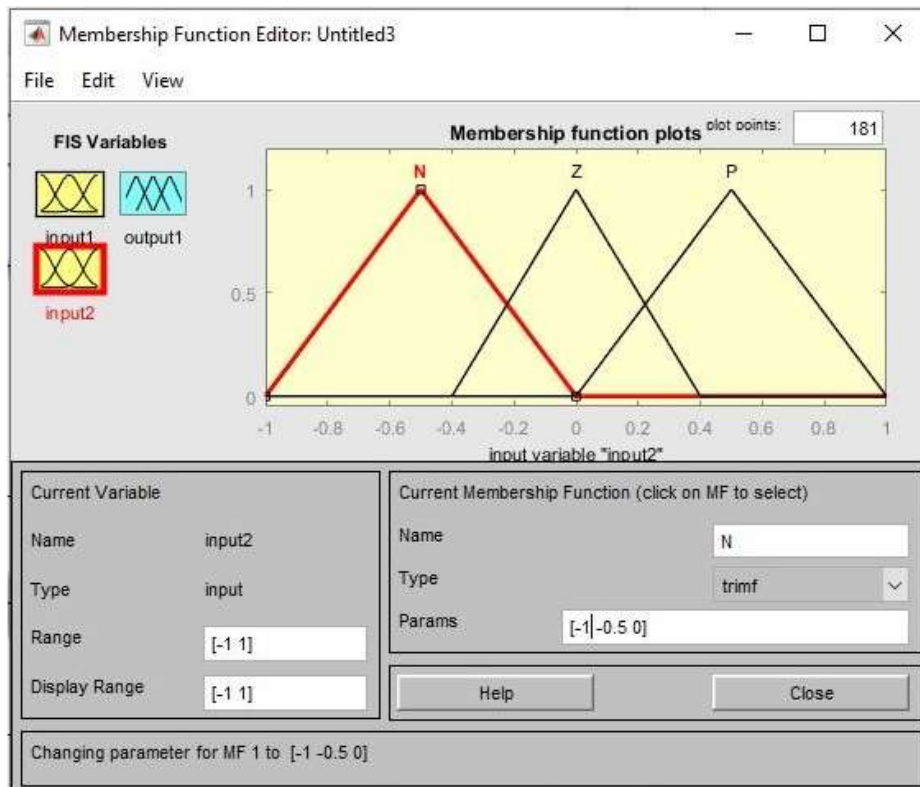 Membership Function Editor: Untitled3
File Edit View
FIS Variables
input1 output1
input2
Membership function plots
plot points: 181
N Z P
1
0.5
0
-1 -0.8 -0.6 -0.4 -0.2 0 0.2 0.4 0.6 0.8 1
input variable "input2"
Current Variable
Name input2
Type input
Range [-1 1]
Display Range [-1 1]
Current Membership Function (click on MF to select)
Name N
Type trimf
Params [-1 -0.5 0]
Help Close
Changing parameter for MF 1 to [-1 -0.5 0]